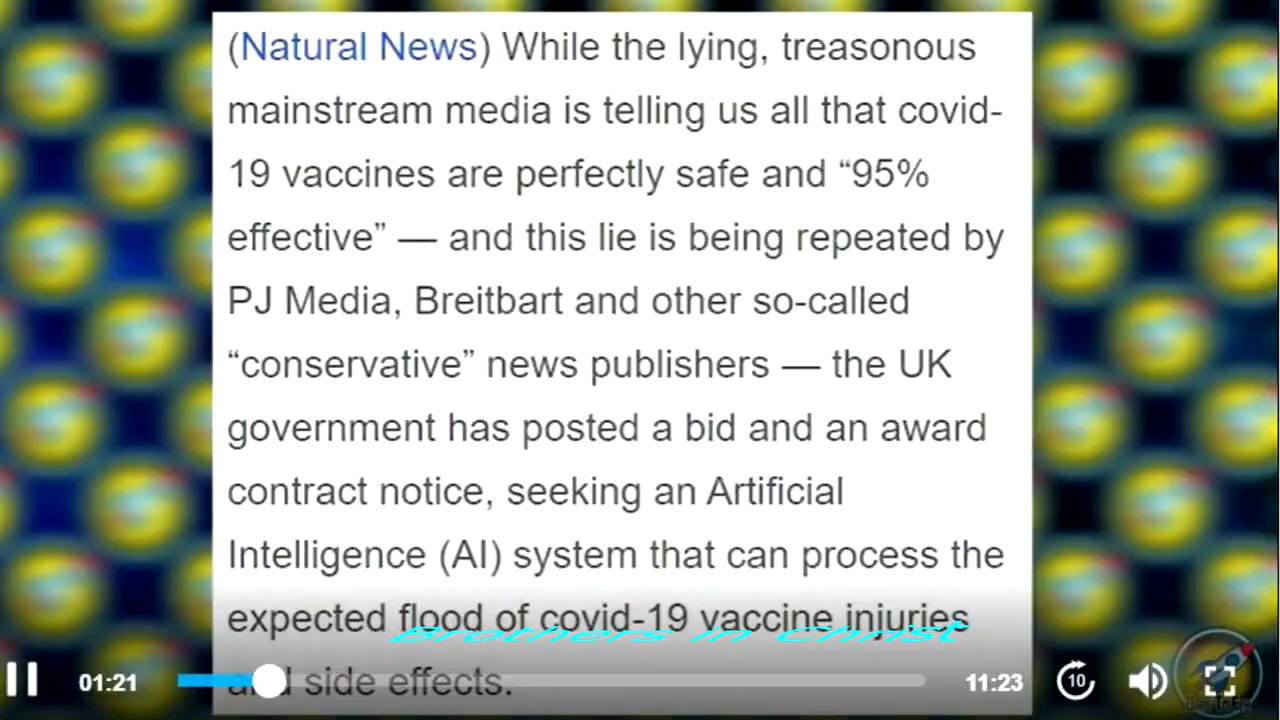 (Natural News) While the lying, treasonous
mainstream media is telling us all that covid-
19 vaccines are perfectly safe and “95%
effective” — and this lie is being repeated by
PJ Media, Breitbart and other so-called
“conservative” news publishers — the UK
government has posted a bid and an award
contract notice, seeking an Artificial
Intelligence (AI) system that can process the
expected flood of covid-19 vaccine injuries
Brothers in Christ
and side effects.
01:21
11:23
10